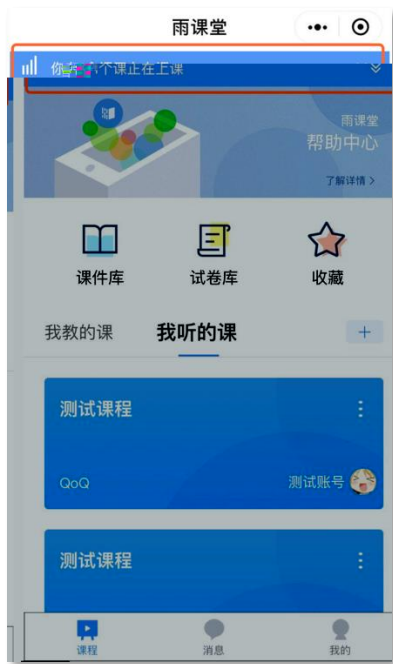 雨课堂
个课正在上课
雨课堂
帮助中心
了解详情 >
课件库
试卷库
收藏
我教的课
我听的课
+
测试课程
QoQ
测试账号
测试课程
课程
消息
我的